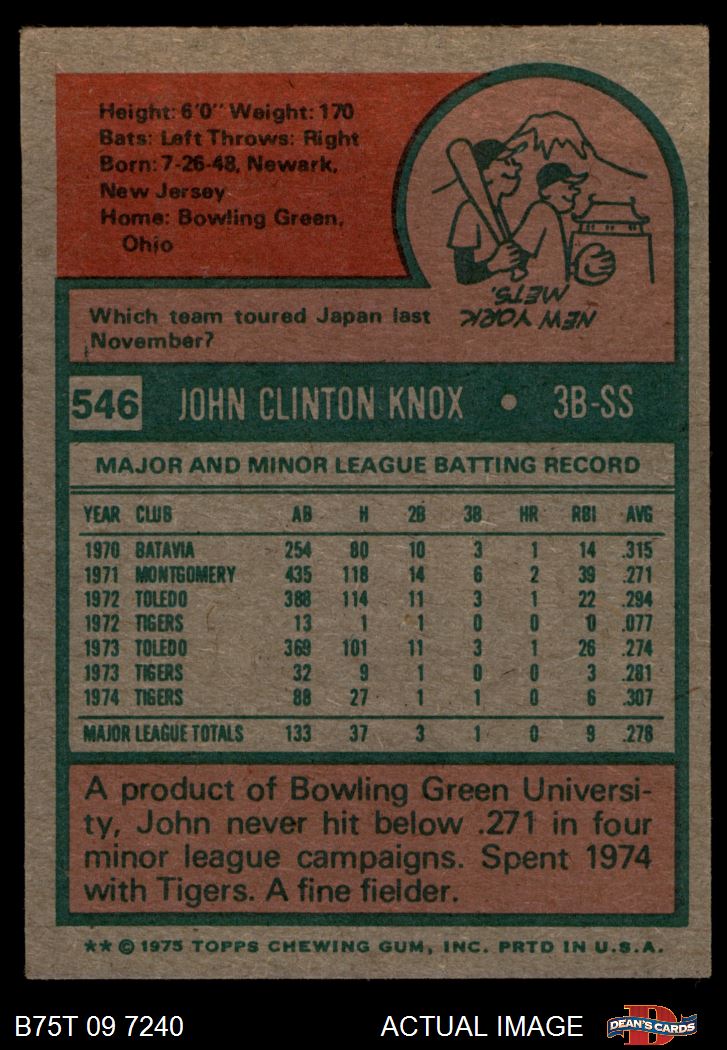 Height: 6'0" Weight: 170
Bats: Left Throws: Right
Born: 7-26-48, Newark,
New Jersey
Home: Bowling Green,
Ohio
Which team toured Japan last
November?
NEW YORK
METS.
546 JOHN CLINTON KNOX • 3B-SS
MAJOR AND MINOR LEAGUE BATTING RECORD
YEAR CLUB AB H 2B 3B HR RBI AVG
1970 BATAVIA 254 80 10 3 1 14 .315
1971 MONTGOMERY 435 118 14 6 2 39 .271
1972 TOLEDO 388 114 11 3 1 22 .294
1972 TIGERS 13 1 1 0 0 0 .077
1973 TOLEDO 369 101 11 3 1 26 .274
1973 TIGERS 32 9 1 0 0 3 .281
1974 TIGERS 88 27 1 1 0 6 .307
MAJOR LEAGUE TOTALS 133 37 3 1 0 9 .278
A product of Bowling Green Universi-
ty, John never hit below .271 in four
minor league campaigns. Spent 1974
with Tigers. A fine fielder.
** © 1975 TOPPS CHEWING GUM, INC. PRTD IN U.S.A.
B75T 09 7240 ACTUAL IMAGE
DEAN'S CARDS